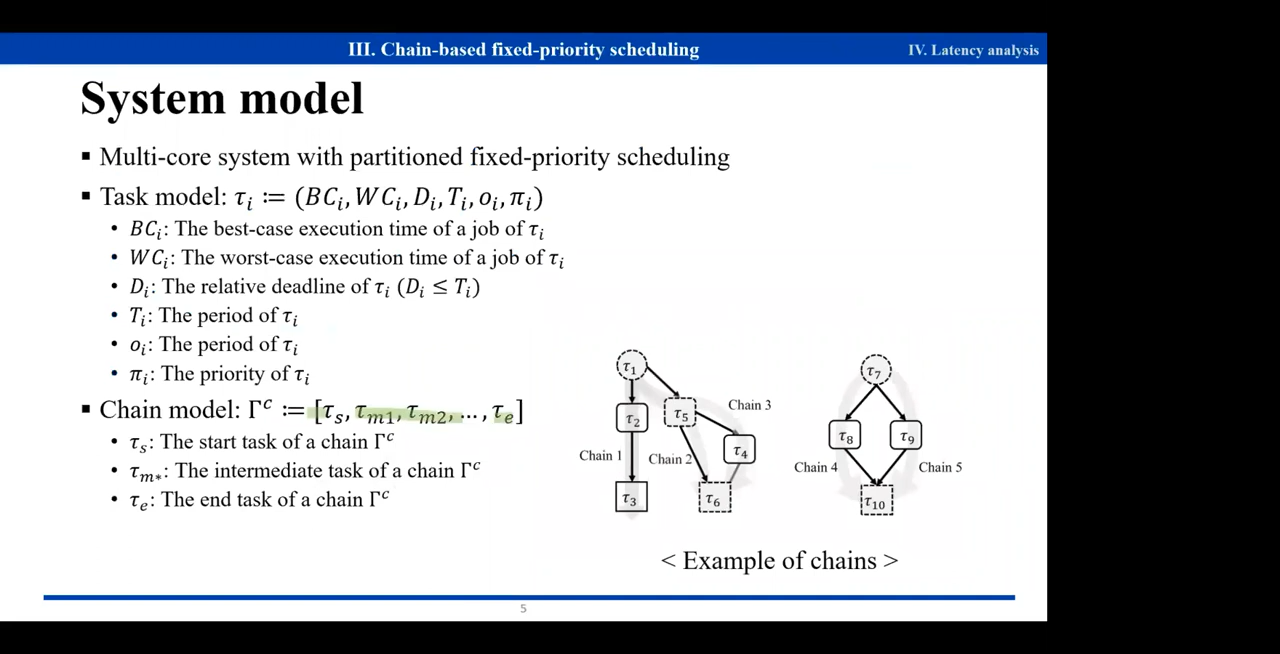 III. Chain-based fixed-priority scheduling
IV. Latency analysis
System model
▪ Multi-core system with partitioned fixed-priority scheduling
▪ Task model: τᵢ ≔ (BCᵢ, WCᵢ, Dᵢ, Tᵢ, oᵢ, πᵢ)
• BCᵢ: The best-case execution time of a job of τᵢ
• WCᵢ: The worst-case execution time of a job of τᵢ
• Dᵢ: The relative deadline of τᵢ (Dᵢ ≤ Tᵢ)
• Tᵢ: The period of τᵢ
• oᵢ: The period of τᵢ
• πᵢ: The priority of τᵢ
▪ Chain model: Γᶜ ≔ [τₛ, τₘ₁, τₘ₂, …, τₑ]
• τₛ: The start task of a chain Γᶜ
• τₘ*: The intermediate task of a chain Γᶜ
• τₑ: The end task of a chain Γᶜ
τ₁
τ₂
τ₅
Chain 3
τ₄
Chain 1
Chain 2
τ₃
τ₆
τ₇
τ₈
τ₉
Chain 4
Chain 5
τ₁₀
< Example of chains >
5